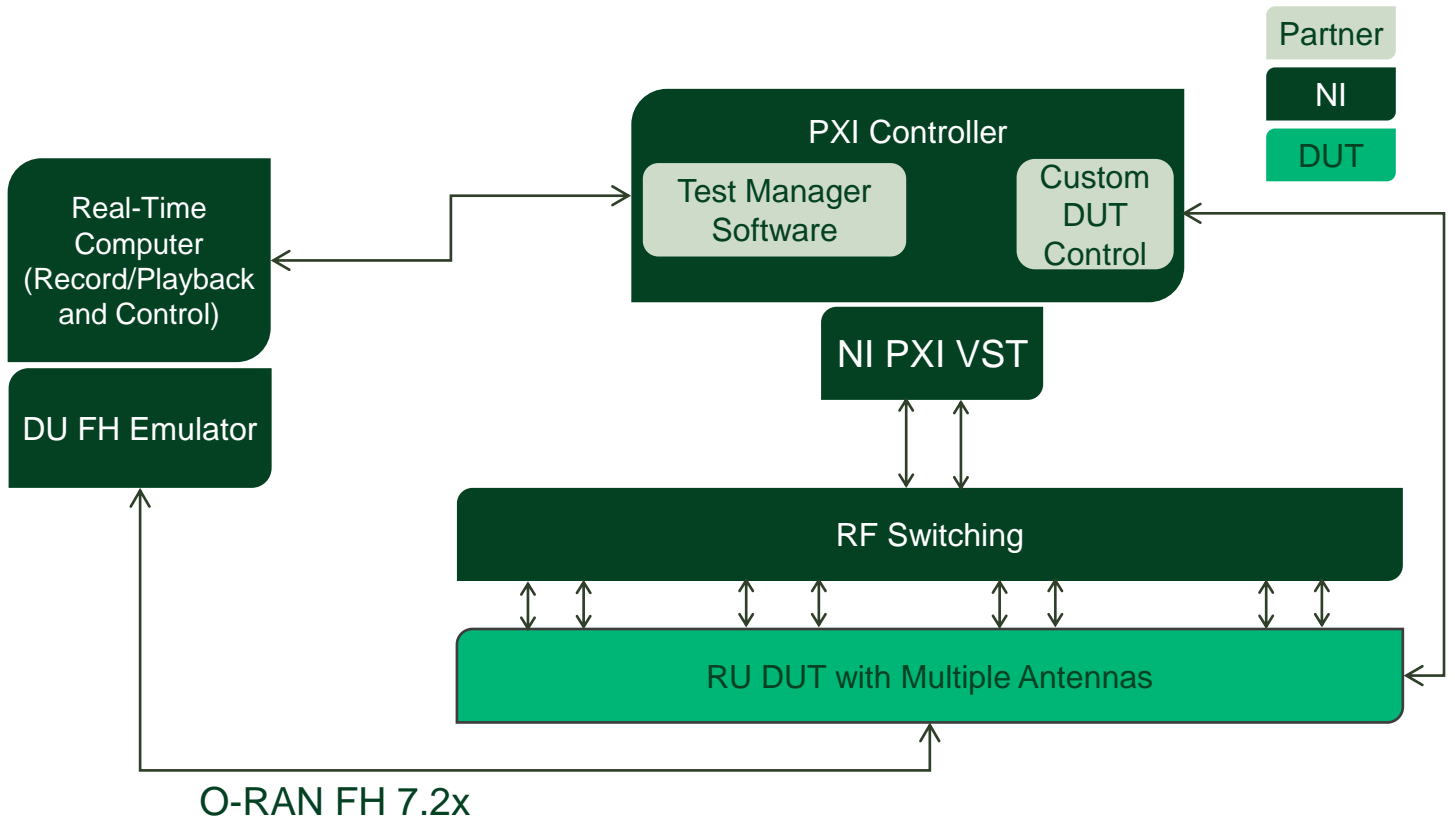 Partner
NI
DUT
PXI Controller
Test Manager
Software
Custom
DUT
Control
Real-Time
Computer
(Record/Playback
and Control)
NI PXI VST
DU FH Emulator
RF Switching
RU DUT with Multiple Antennas
O-RAN FH 7.2x